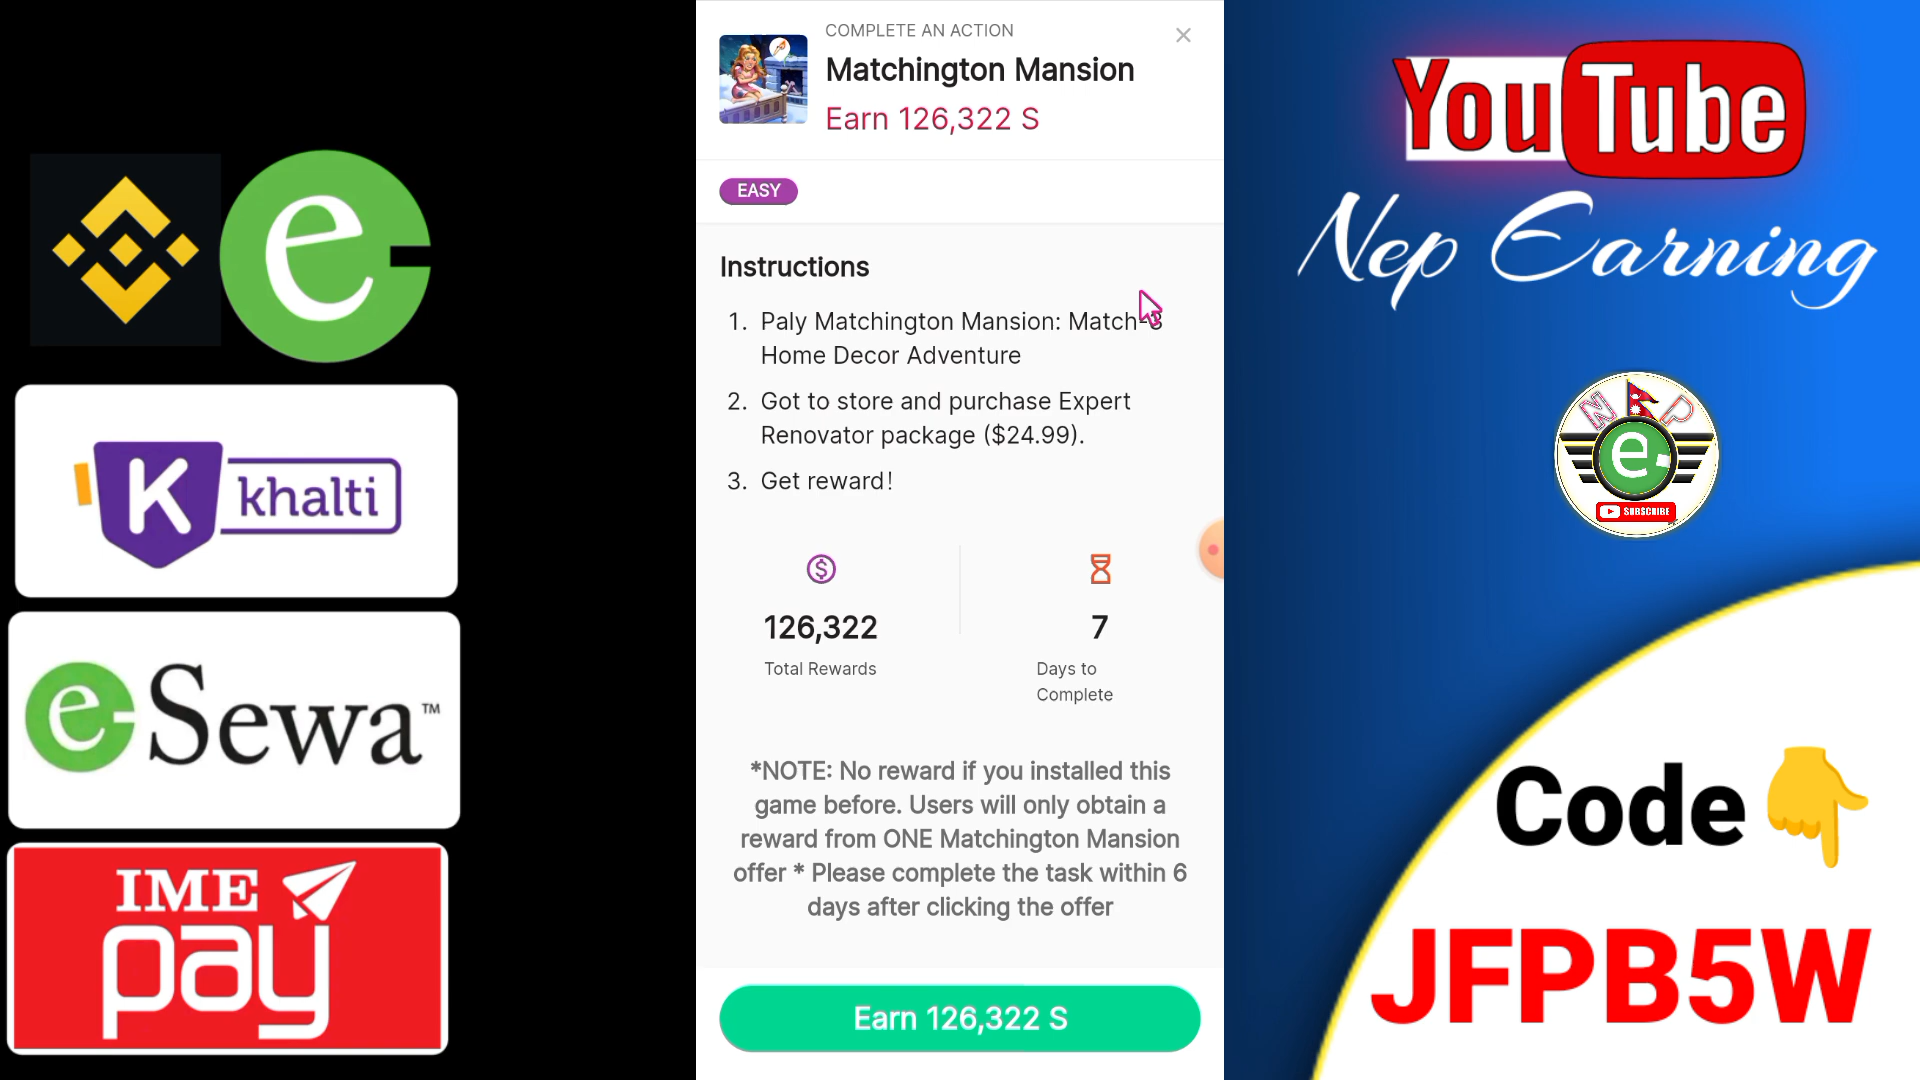 e
K khalti
eSewa™
IME
pay
COMPLETE AN ACTION
Matchington Mansion
Earn 126,322 S
EASY
Instructions
1. Paly Matchington Mansion: Match-3
Home Decor Adventure
2. Got to store and purchase Expert
Renovator package ($24.99).
3. Get reward!
126,322
Total Rewards
7
Days to
Complete
*NOTE: No reward if you installed this
game before. Users will only obtain a
reward from ONE Matchington Mansion
offer * Please complete the task within 6
days after clicking the offer
Earn 126,322 S
YouTube
Nep Earning
N P
e
SUBSCRIBE
Code
JFPB5W